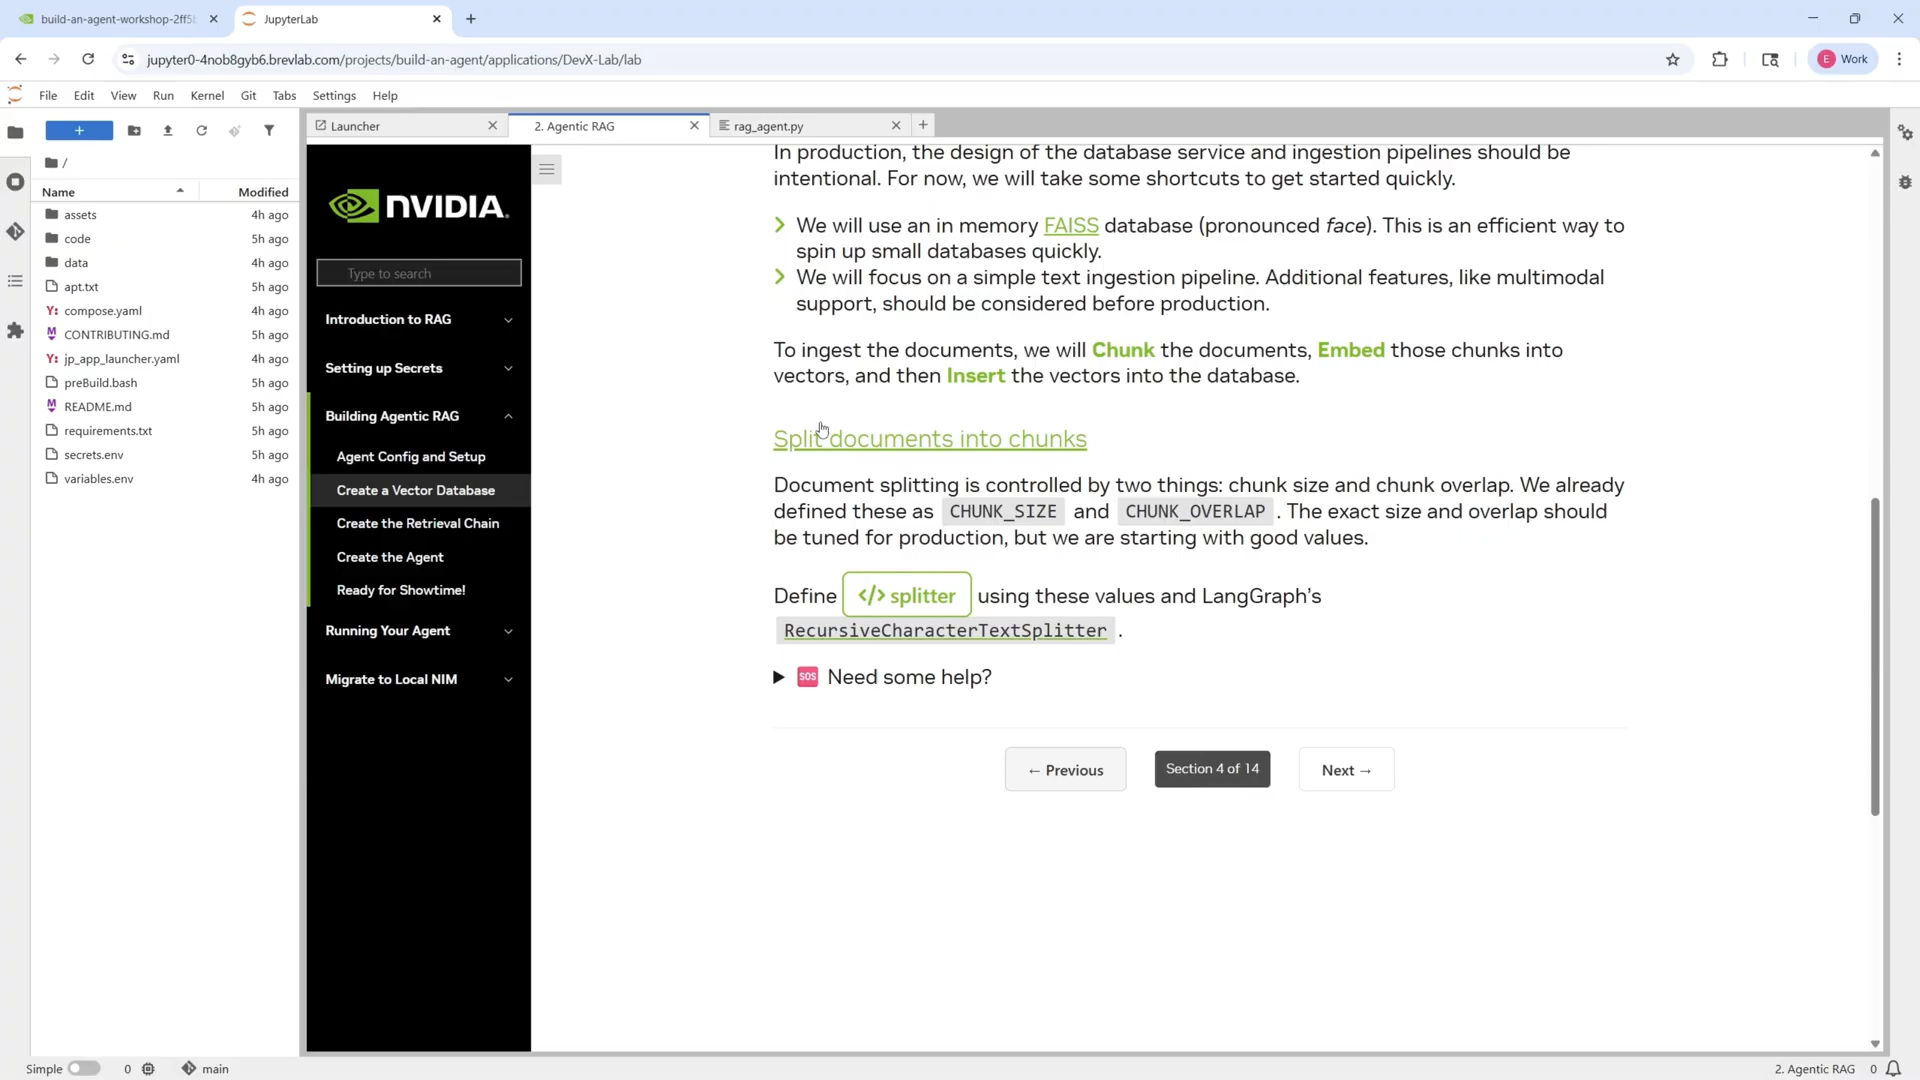 build-an-agent-workshop-2ff5
JupyterLab
jupyter0-4nob8gyb6.brevlab.com/projects/build-an-agent/applications/DevX-Lab/lab
E Work
File Edit View Run Kernel Git Tabs Settings Help
/
Name Modified
assets 4h ago
code 5h ago
data 4h ago
apt.txt 5h ago
compose.yaml 4h ago
CONTRIBUTING.md 5h ago
jp_app_launcher.yaml 4h ago
preBuild.bash 5h ago
README.md 5h ago
requirements.txt 5h ago
secrets.env 5h ago
variables.env 4h ago
Launcher
2. Agentic RAG
rag_agent.py
NVIDIA.
Type to search
Introduction to RAG
Setting up Secrets
Building Agentic RAG
Agent Config and Setup
Create a Vector Database
Create the Retrieval Chain
Create the Agent
Ready for Showtime!
Running Your Agent
Migrate to Local NIM
In production, the design of the database service and ingestion pipelines should be
intentional. For now, we will take some shortcuts to get started quickly.
We will use an in memory FAISS database (pronounced face). This is an efficient way to
spin up small databases quickly.
We will focus on a simple text ingestion pipeline. Additional features, like multimodal
support, should be considered before production.
To ingest the documents, we will Chunk the documents, Embed those chunks into
vectors, and then Insert the vectors into the database.
Split documents into chunks
Document splitting is controlled by two things: chunk size and chunk overlap. We already
defined these as CHUNK_SIZE and CHUNK_OVERLAP . The exact size and overlap should
be tuned for production, but we are starting with good values.
Define </> splitter using these values and LangGraph's
RecursiveCharacterTextSplitter .
SOS Need some help?
← Previous
Section 4 of 14
Next →
Simple 0 main
2. Agentic RAG 0